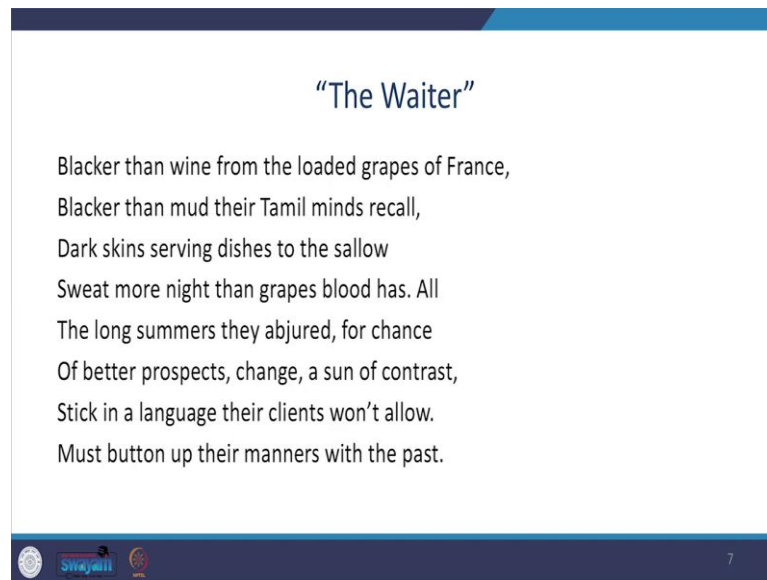 “The Waiter”
Blacker than wine from the loaded grapes of France,
Blacker than mud their Tamil minds recall,
Dark skins serving dishes to the sallow
Sweat more night than grapes blood has. All
The long summers they abjured, for chance
Of better prospects, change, a sun of contrast,
Stick in a language their clients won’t allow.
Must button up their manners with the past.
swayam
7